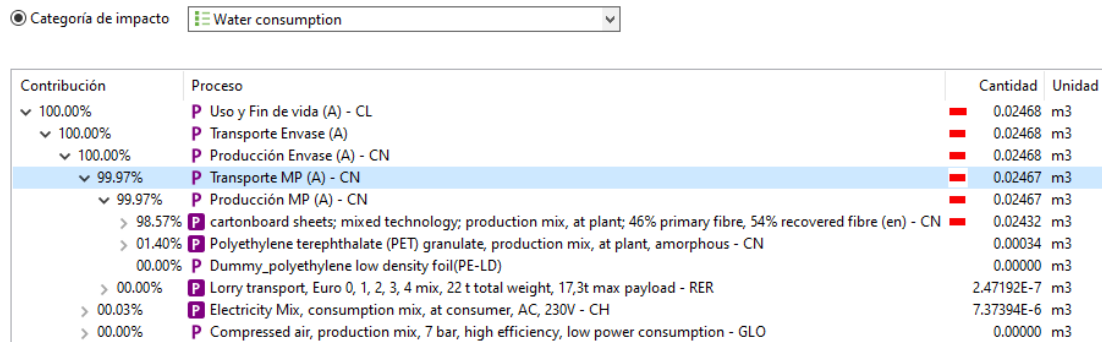 Categoría de impacto Water consumption
Contribución Proceso Cantidad Unidad
100.00% P Uso y Fin de vida (A) - CL 0.02468 m3
100.00% P Transporte Envase (A) 0.02468 m3
100.00% P Producción Envase (A) - CN 0.02468 m3
99.97% P Transporte MP (A) - CN 0.02467 m3
99.97% P Producción MP (A) - CN 0.02467 m3
98.57% P cartonboard sheets; mixed technology; production mix, at plant; 46% primary fibre, 54% recovered fibre (en) - CN 0.02432 m3
01.40% P Polyethylene terephthalate (PET) granulate, production mix, at plant, amorphous - CN 0.00034 m3
00.00% P Dummy_polyethylene low density foil(PE-LD) 0.00000 m3
00.00% P Lorry transport, Euro 0, 1, 2, 3, 4 mix, 22 t total weight, 17,3t max payload - RER 2.47192E-7 m3
00.03% P Electricity Mix, consumption mix, at consumer, AC, 230V - CH 7.37394E-6 m3
00.00% P Compressed air, production mix, 7 bar, high efficiency, low power consumption - GLO 0.00000 m3